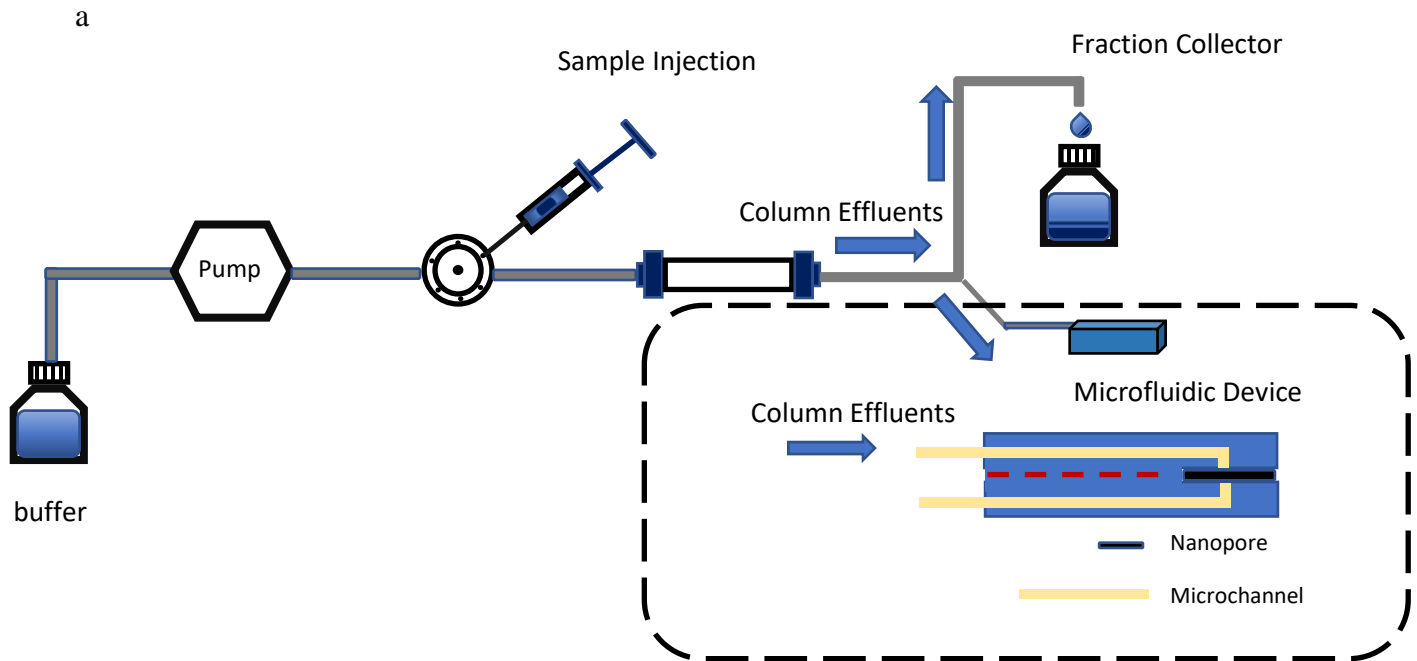 a
Fraction Collector
Sample Injection
Column Effluents
Pump
Microfluidic Device
Column Effluents
buffer
Nanopore
Microchannel